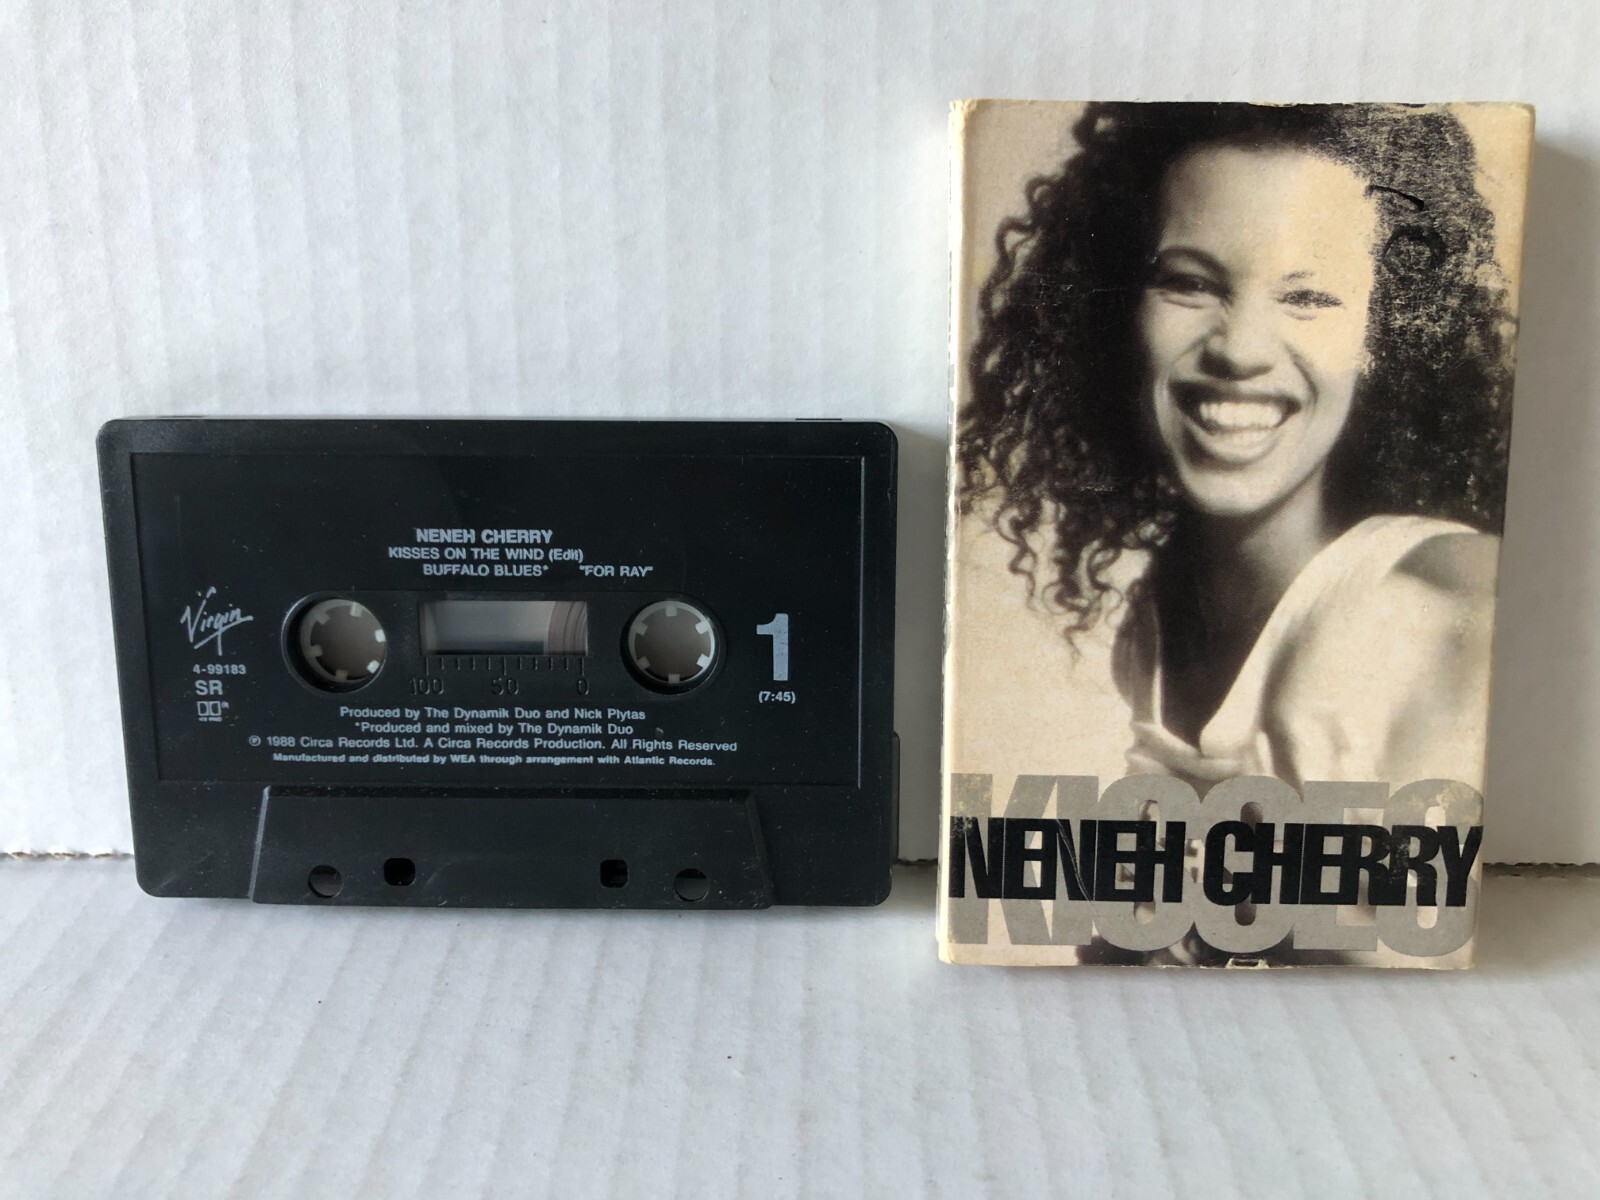 NENEH CHERRY
KISSES ON THE WIND (Edit)
BUFFALO BLUES* "FOR RAY"
Virgin
4-99183
SR
1
(7:45)
100 50 0
Produced by The Dynamik Duo and Nick Plytas
*Produced and mixed by The Dynamik Duo
℗ 1988 Circa Records Ltd. A Circa Records Production. All Rights Reserved
Manufactured and distributed by WEA through arrangement with Atlantic Records.
KISSES
NENEH CHERRY